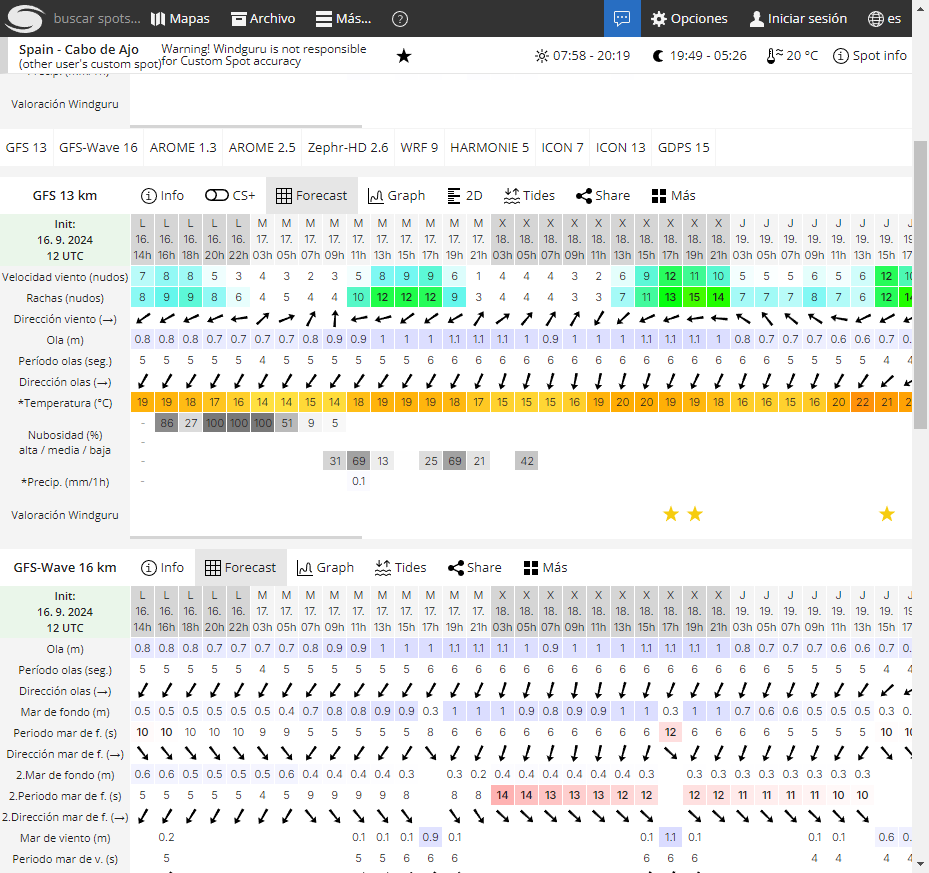 buscar spots... Mapas Archivo Más... ? Opciones Iniciar sesión es
Spain - Cabo de Ajo
(other user's custom spot)
Warning! Windguru is not responsible
for Custom Spot accuracy
07:58 - 20:19 19:49 - 05:26 20 °C Spot info
Valoración Windguru
GFS 13 GFS-Wave 16 AROME 1.3 AROME 2.5 Zephr-HD 2.6 WRF 9 HARMONIE 5 ICON 7 ICON 13 GDPS 15
GFS 13 km Info CS+ Forecast Graph 2D Tides Share Más
Init: L L L L L M M M M M M M M M M X X X X X X X X X X J J J J J J J J
16. 9. 2024 16. 16. 16. 16. 16. 17. 17. 17. 17. 17. 17. 17. 17. 17. 17. 18. 18. 18. 18. 18. 18. 18. 18. 18. 18. 19. 19. 19. 19. 19. 19. 19.
12 UTC 14h 16h 18h 20h 22h 03h 05h 07h 09h 11h 13h 15h 17h 19h 21h 03h 05h 07h 09h 11h 13h 15h 17h 19h 21h 03h 05h 07h 09h 11h 13h 15h
Velocidad viento (nudos) 7 8 8 5 3 4 3 2 3 5 8 9 9 6 1 4 4 4 3 2 6 9 12 11 10 5 5 5 6 5 6 12 10
Rachas (nudos) 8 9 9 8 6 4 5 4 4 10 12 12 12 9 3 4 4 4 3 3 7 11 13 15 14 7 7 7 8 7 6 12 14
Dirección viento (→)
Ola (m) 0.8 0.8 0.8 0.7 0.7 0.7 0.7 0.8 0.9 0.9 1 1 1 1.1 1.1 1.1 1 0.9 1 1 1 1.1 1.1 1.1 1 0.8 0.7 0.7 0.7 0.6 0.6 0.7
Período olas (seg.) 5 5 5 5 5 4 5 5 5 5 5 5 6 6 6 6 6 6 6 6 6 6 6 6 6 6 6 5 5 5 5 4 4
Dirección olas (→)
*Temperatura (°C) 19 19 18 17 16 14 14 15 14 18 19 19 19 18 17 15 15 15 16 19 20 20 19 19 18 16 16 15 16 20 22 21
Nubosidad (%)
alta / media / baja
- 86 27 100 100 100 51 9 5
-
- 31 69 13 25 69 21 42
*Precip. (mm/1h) - 0.1
Valoración Windguru
GFS-Wave 16 km Info Forecast Graph Tides Share Más
Init: L L L L L M M M M M M M M M M X X X X X X X X X X J J J J J J J J
16. 9. 2024 16. 16. 16. 16. 16. 17. 17. 17. 17. 17. 17. 17. 17. 17. 17. 18. 18. 18. 18. 18. 18. 18. 18. 18. 18. 19. 19. 19. 19. 19. 19. 19.
12 UTC 14h 16h 18h 20h 22h 03h 05h 07h 09h 11h 13h 15h 17h 19h 21h 03h 05h 07h 09h 11h 13h 15h 17h 19h 21h 03h 05h 07h 09h 11h 13h 15h
Ola (m) 0.8 0.8 0.8 0.7 0.7 0.7 0.7 0.8 0.9 0.9 1 1 1 1.1 1.1 1.1 1 0.9 1 1 1 1.1 1.1 1.1 1 0.8 0.7 0.7 0.7 0.6 0.6 0.7
Período olas (seg.) 5 5 5 5 5 4 5 5 5 5 5 5 6 6 6 6 6 6 6 6 6 6 6 6 6 6 6 5 5 5 5 4 4
Dirección olas (→)
Mar de fondo (m) 0.5 0.5 0.5 0.5 0.5 0.5 0.4 0.7 0.8 0.8 0.9 0.9 0.3 1 1 1 0.9 0.8 0.9 0.9 1 1 0.3 1 1 0.7 0.6 0.6 0.5 0.5 0.5 0.3
Periodo mar de f. (s) 10 10 10 10 10 9 9 5 5 5 5 5 8 6 6 6 6 6 6 6 6 6 12 6 6 6 6 5 5 5 5 10 10
Dirección mar de f. (→)
2.Mar de fondo (m) 0.6 0.6 0.5 0.5 0.5 0.5 0.6 0.4 0.4 0.4 0.4 0.3 0.3 0.2 0.4 0.4 0.4 0.4 0.4 0.4 0.3 0.3 0.3 0.3 0.3 0.3 0.3 0.3 0.3
2.Periodo mar de f. (s) 5 5 5 5 5 4 5 9 9 9 9 8 8 8 14 14 13 13 13 12 12 12 12 11 11 11 11 10 10
2.Dirección mar de f. (→)
Mar de viento (m) 0.2 0.1 0.1 0.1 0.9 0.1 0.1 1.1 0.1 0.1 0.1 0.6
Periodo mar de v. (s) 5 5 5 6 6 6 6 6 6 4 4 4 4